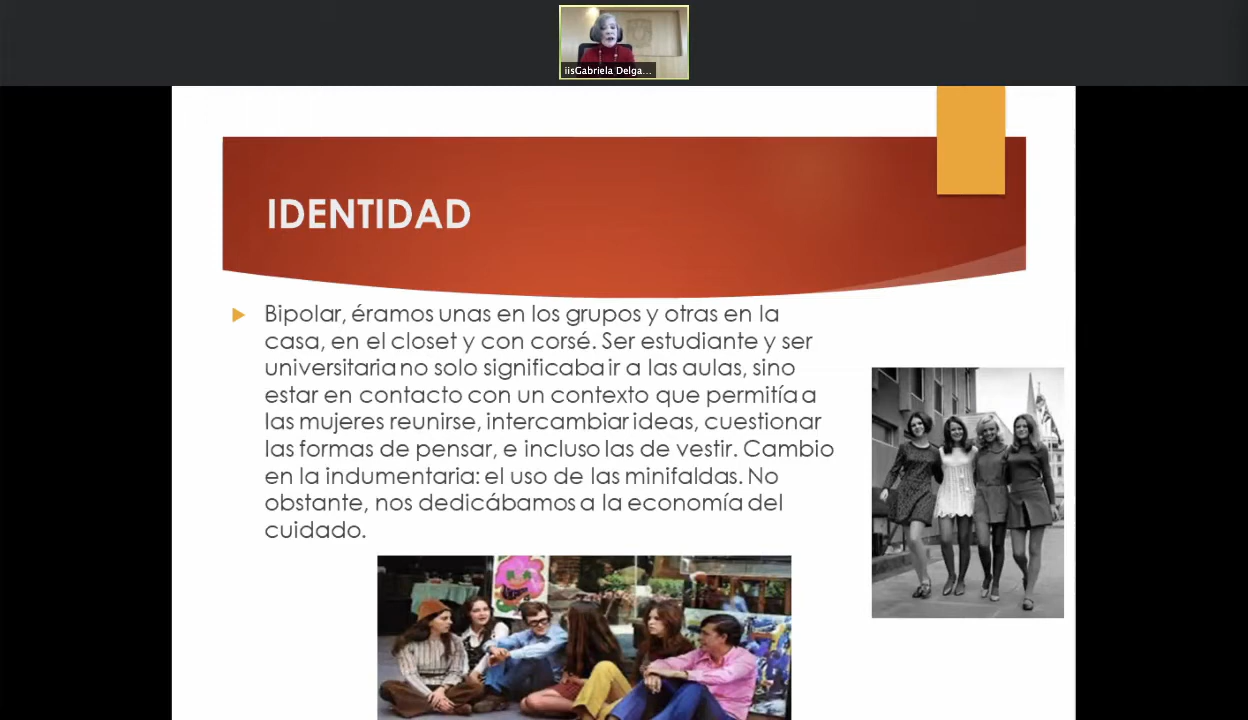 iisGabriela Delga...
IDENTIDAD
Bipolar, éramos unas en los grupos y otras en la
casa, en el closet y con corsé. Ser estudiante y ser
universitaria no solo significaba ir a las aulas, sino
estar en contacto con un contexto que permitía a
las mujeres reunirse, intercambiar ideas, cuestionar
las formas de pensar, e incluso las de vestir. Cambio
en la indumentaria: el uso de las minifaldas. No
obstante, nos dedicábamos a la economía del
cuidado.